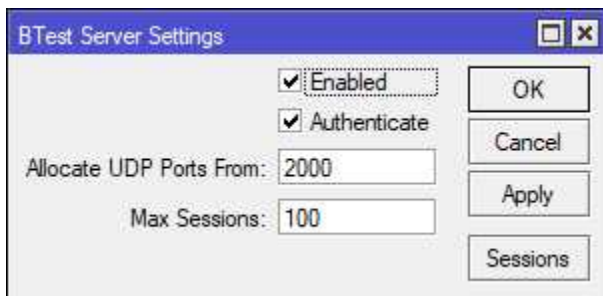 BTest Server Settings
Enabled
Authenticate
Allocate UDP Ports From: 2000
Max Sessions: 100
OK
Cancel
Apply
Sessions